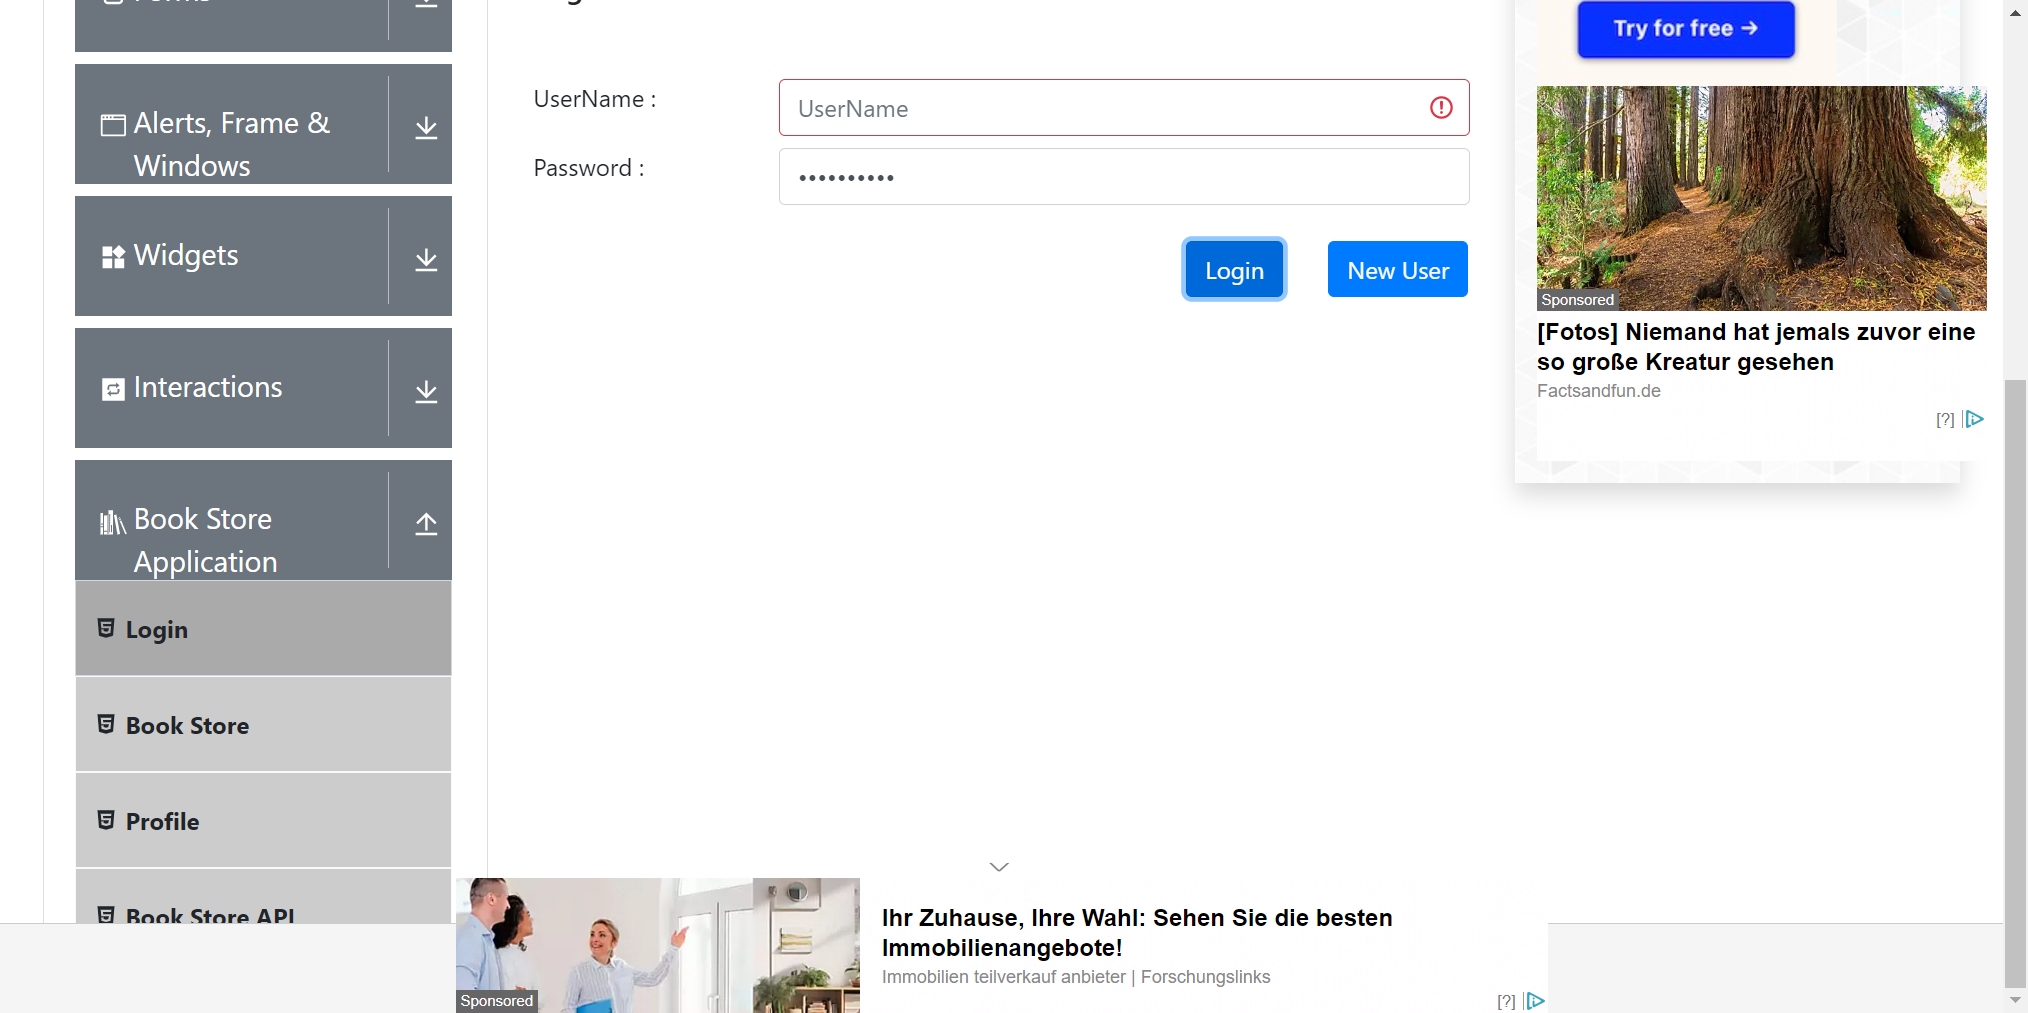 Alerts, Frame &
Windows
Widgets
Interactions
Book Store
Application
Login
Book Store
Profile
Book Store API
UserName :
UserName
Password :
••••••••••
Login
New User
Try for free →
Sponsored
[Fotos] Niemand hat jemals zuvor eine
so große Kreatur gesehen
Factsandfun.de
[?]
Sponsored
Ihr Zuhause, Ihre Wahl: Sehen Sie die besten
Immobilienangebote!
Immobilien teilverkauf anbieter | Forschungslinks
[?]